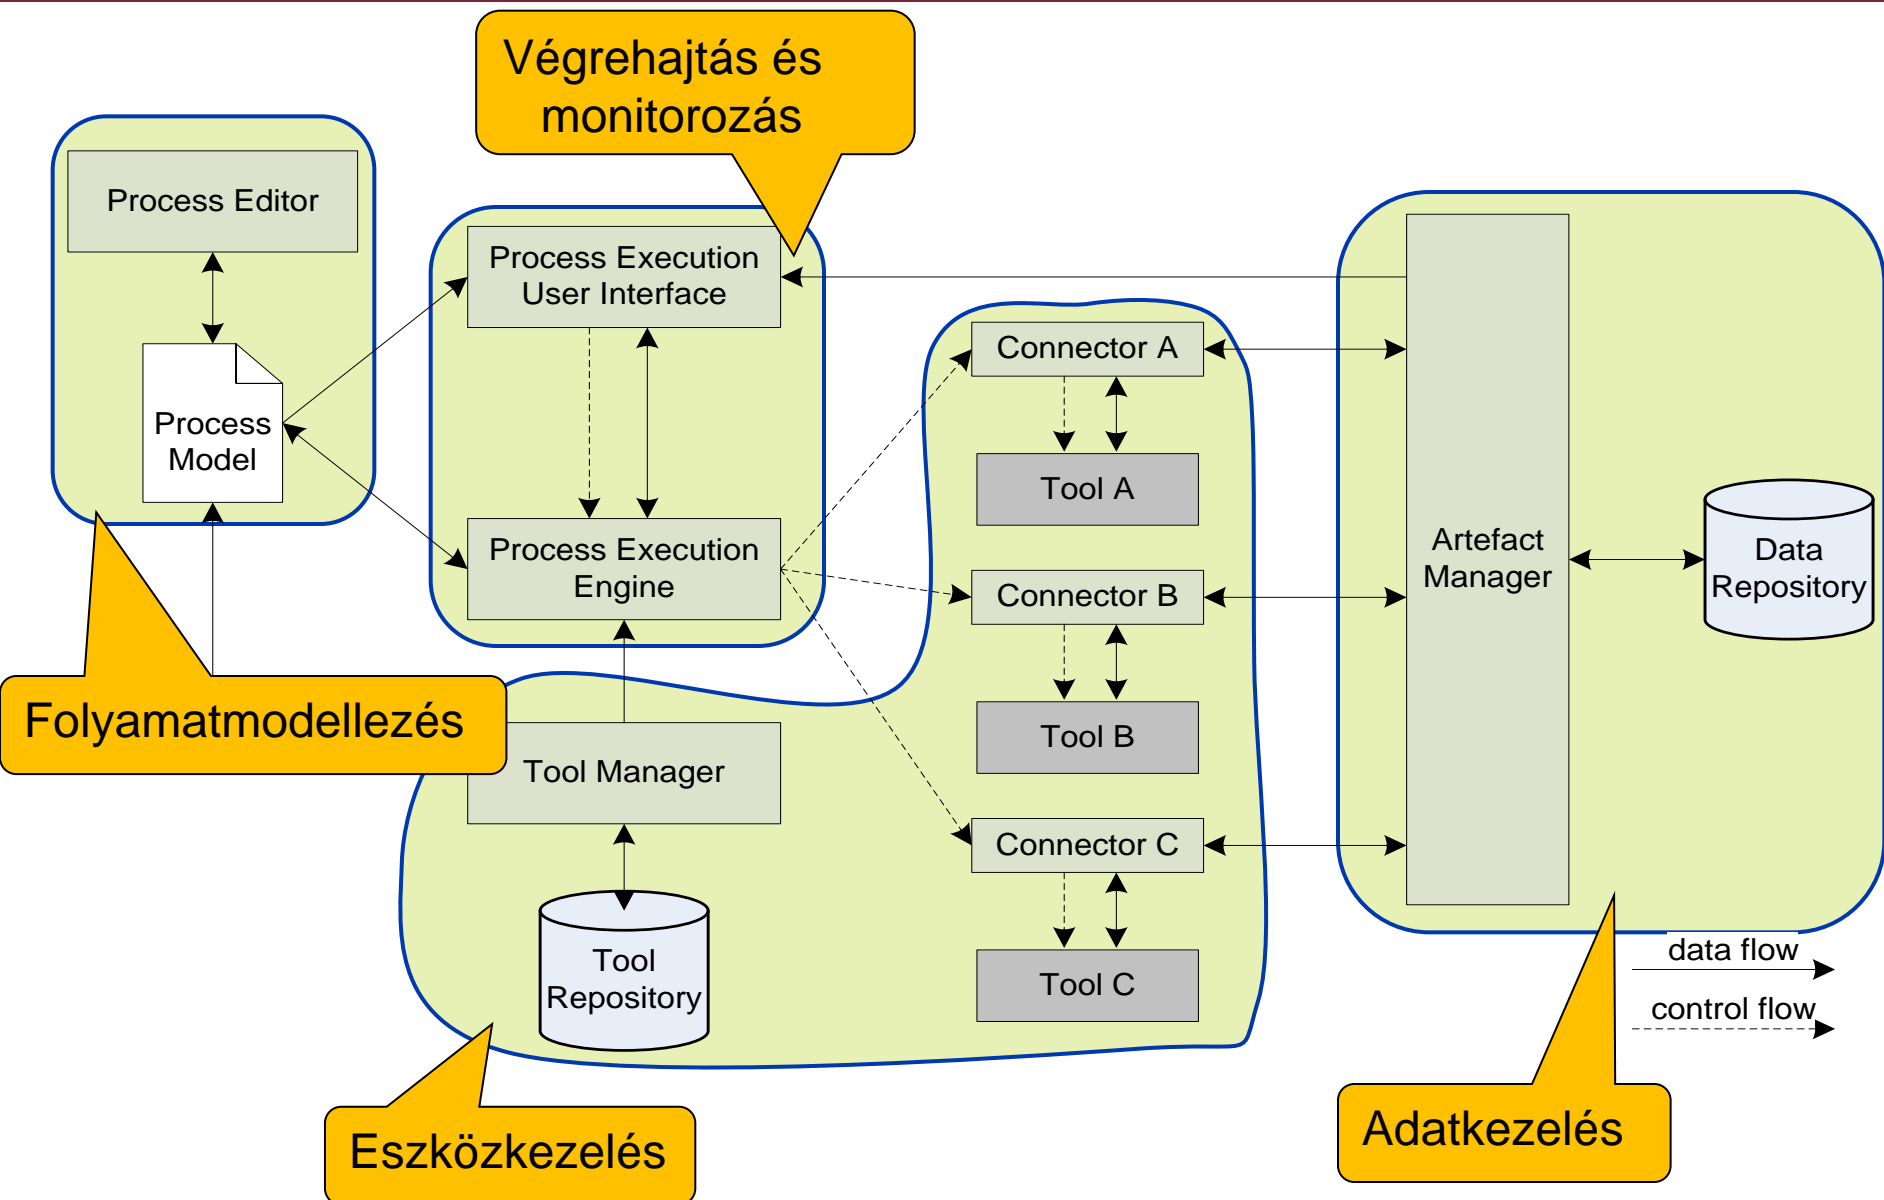 Végrehajtás és
monitorozás
Process Editor
Process
Model
Process Execution
User Interface
Process Execution
Engine
Folyamatmodellezés
Tool Manager
Tool
Repository
Eszközkezelés
Connector A
Tool A
Connector B
Tool B
Connector C
Tool C
Artefact
Manager
Data
Repository
data flow
control flow
Adatkezelés